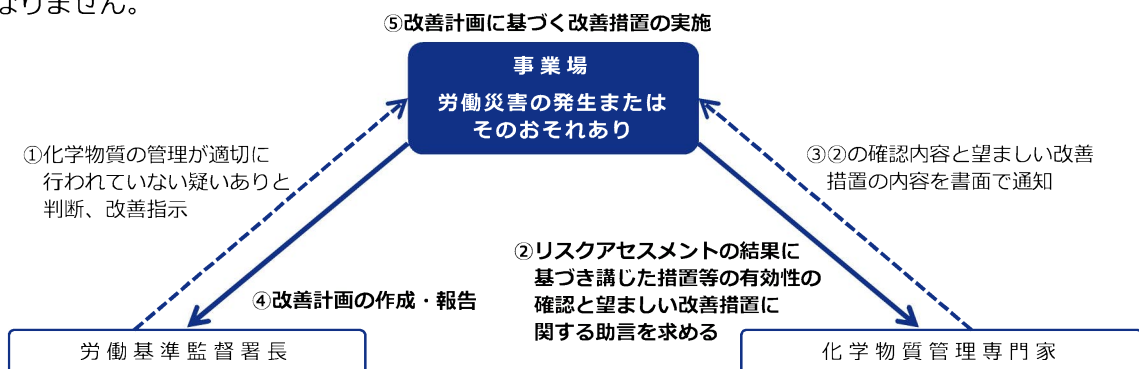 なりません。
⑤改善計画に基づく改善措置の実施
事業場
労働災害の発生または
そのおそれあり
①化学物質の管理が適切に
行われていない疑いありと
判断、改善指示
③②の確認内容と望ましい改善
措置の内容を書面で通知
②リスクアセスメントの結果に
基づき講じた措置等の有効性の
確認と望ましい改善措置に
関する助言を求める
④改善計画の作成・報告
労働基準監督署長
化学物質管理専門家